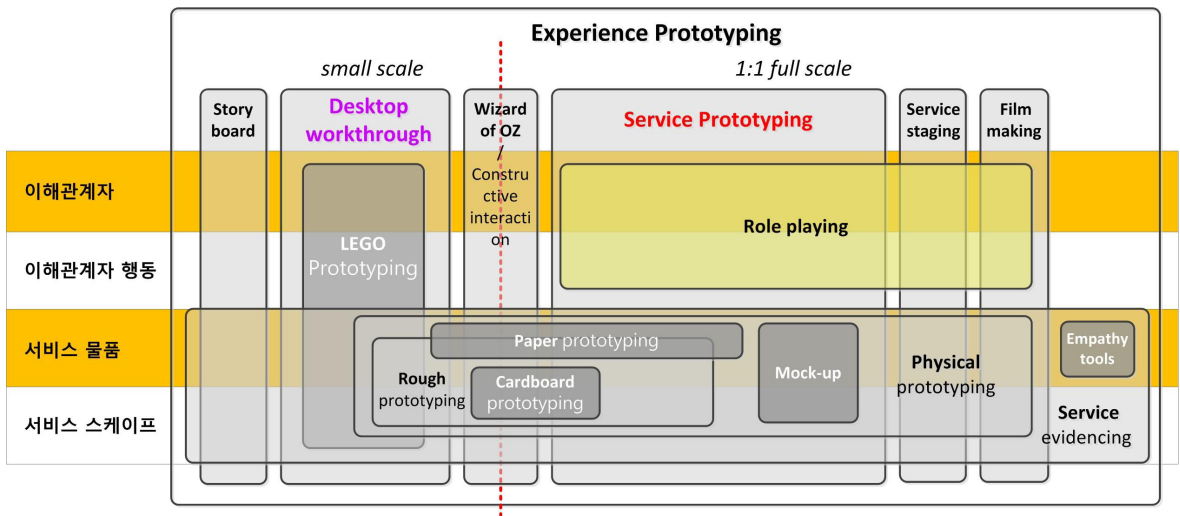 Experience Prototyping
small scale
1:1 full scale
Story
board
Desktop
workthrough
Wizard
of OZ
/
Constru
ctive
interacti
on
Service Prototyping
Service
staging
Film
making
이해관계자
이해관계자 행동
서비스 물품
서비스 스케이프
LEGO
Prototyping
Role playing
Paper prototyping
Rough
prototyping
Cardboard
prototyping
Mock-up
Physical
prototyping
Empathy
tools
Service
evidencing